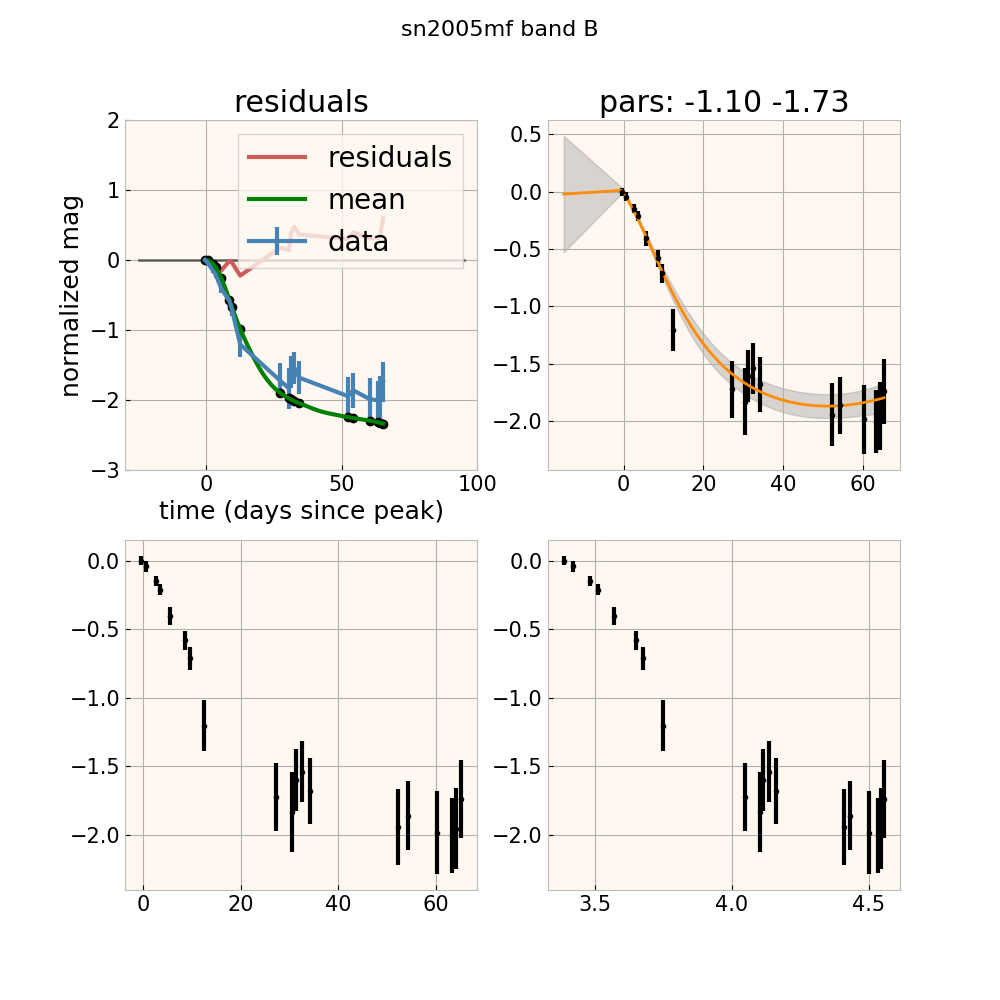 sn2005mf band B
residuals
pars: -1.10 -1.73
residuals
mean
data
normalized mag
2
1
0
−1
−2
−3
0 50 100
time (days since peak)
0.5
0.0
−0.5
−1.0
−1.5
−2.0
0 20 40 60
0.0
−0.5
−1.0
−1.5
−2.0
0 20 40 60
0.0
−0.5
−1.0
−1.5
−2.0
3.5 4.0 4.5